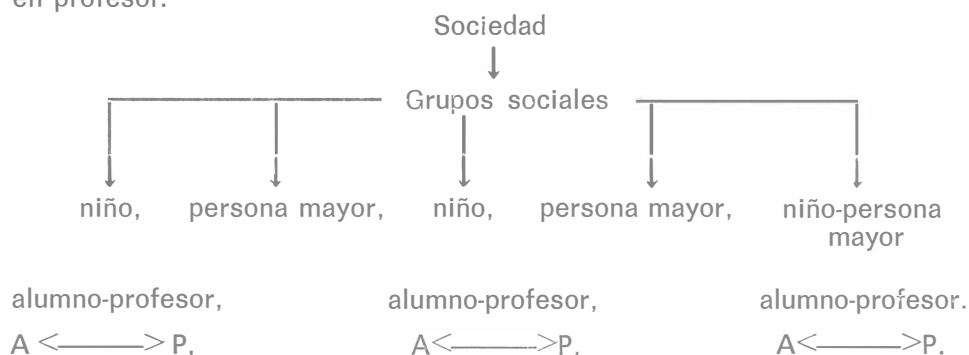 en profesor.
Sociedad
Grupos sociales
niño, persona mayor, niño, persona mayor, niño-persona
mayor
alumno-profesor, alumno-profesor, alumno-profesor.
A <——> P, A<——>P, A<——>P.